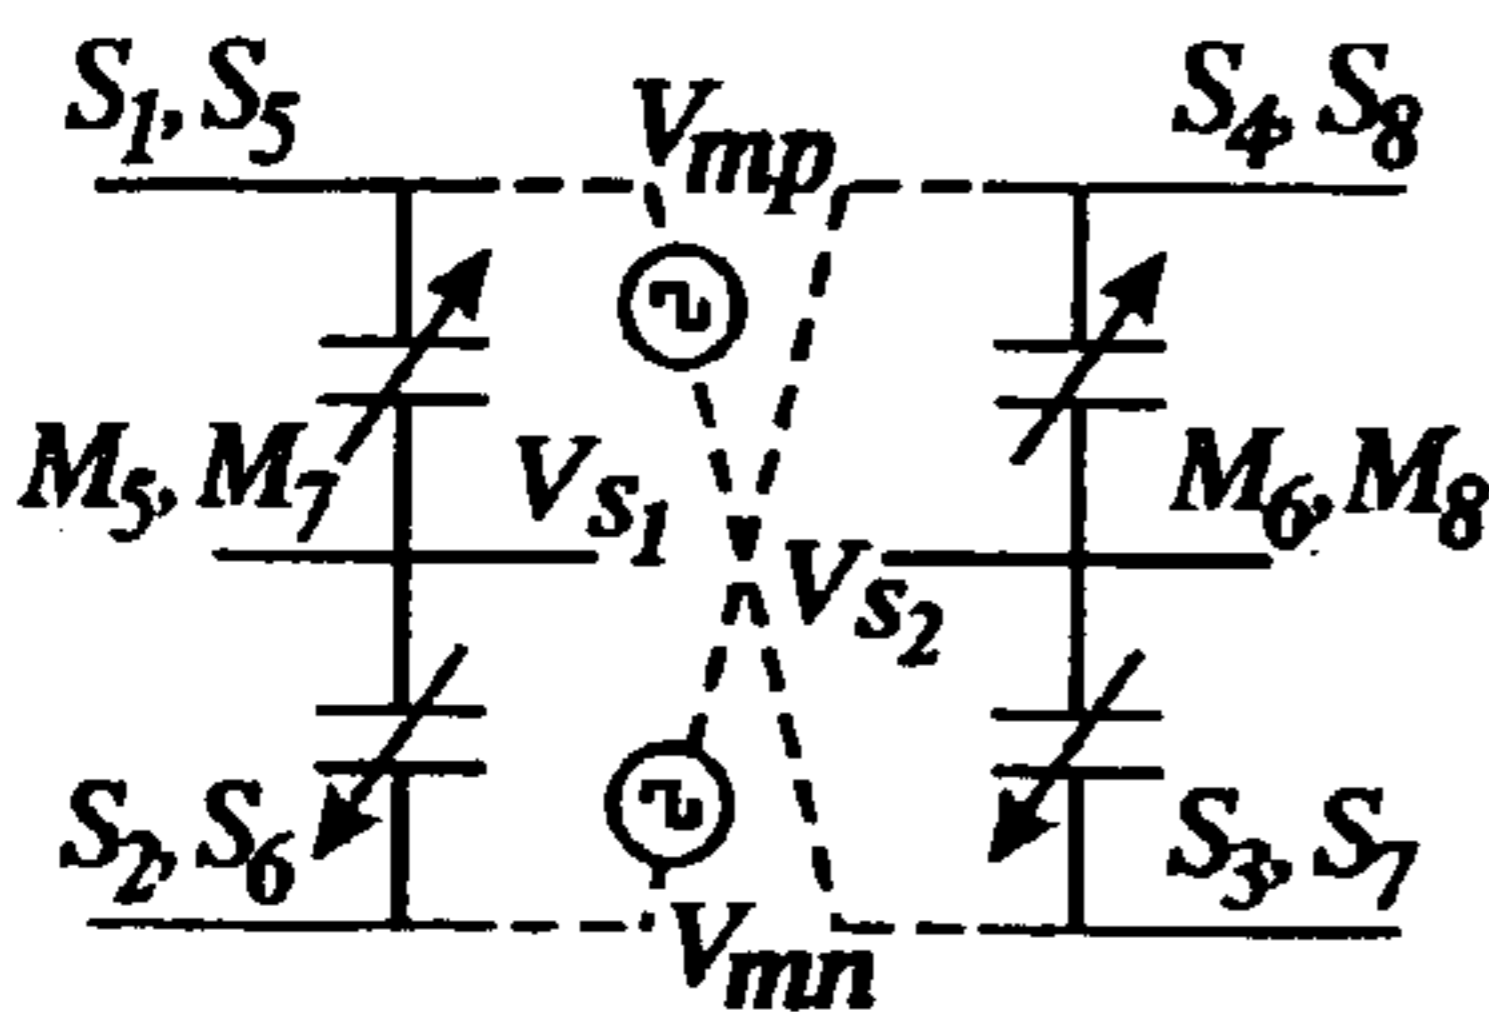 S1, S5
Vmp
S4, S8
M5, M7
VS1
VS2
M6, M8
S2, S6
S3, S7
Vmn